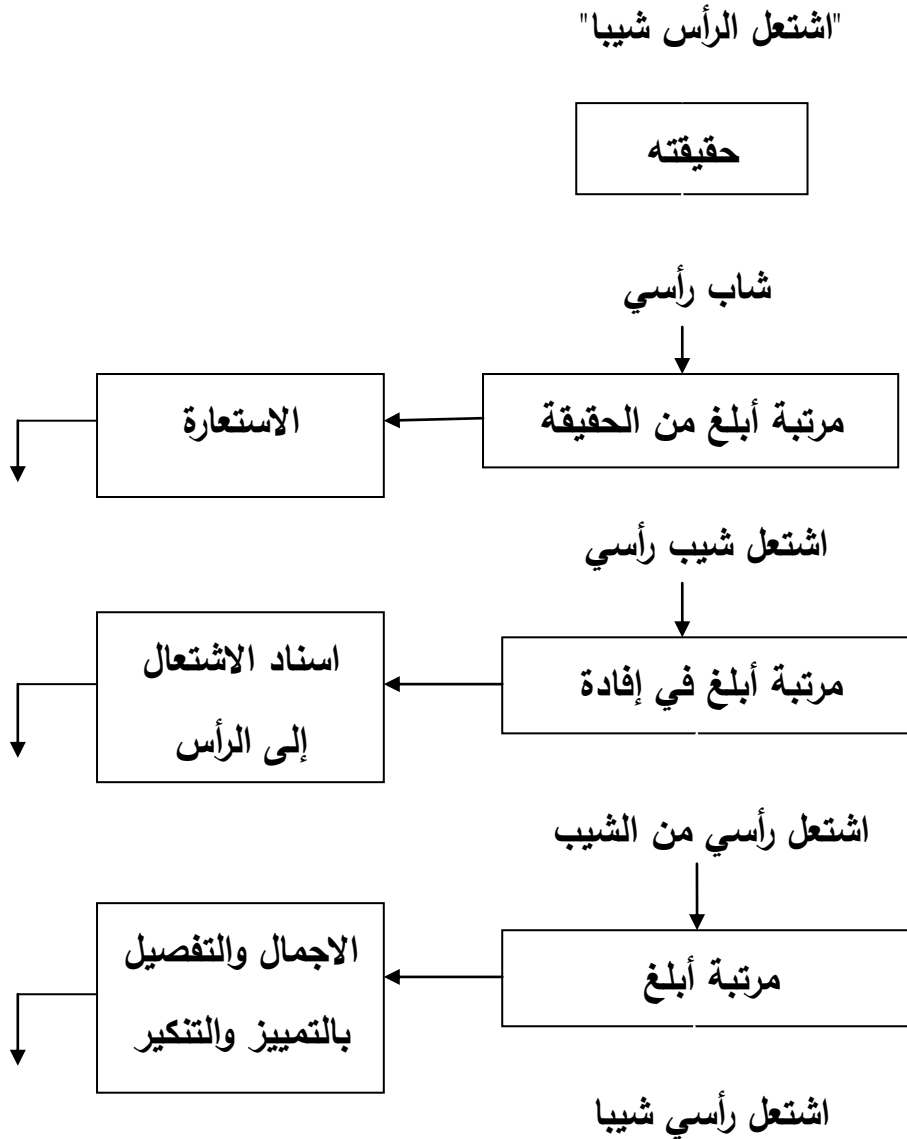 "اشتعل الرأس شيبا"
حقيقته
شاب رأسي
مرتبة أبلغ من الحقيقة
الاستعارة
اشتعل شيب رأسي
مرتبة أبلغ في إفادة
اسناد الاشتعال
إلى الرأس
اشتعل رأسي من الشيب
مرتبة أبلغ
الاجمال والتفصيل
بالتمييز والتنكير
اشتعل رأسي شيبا